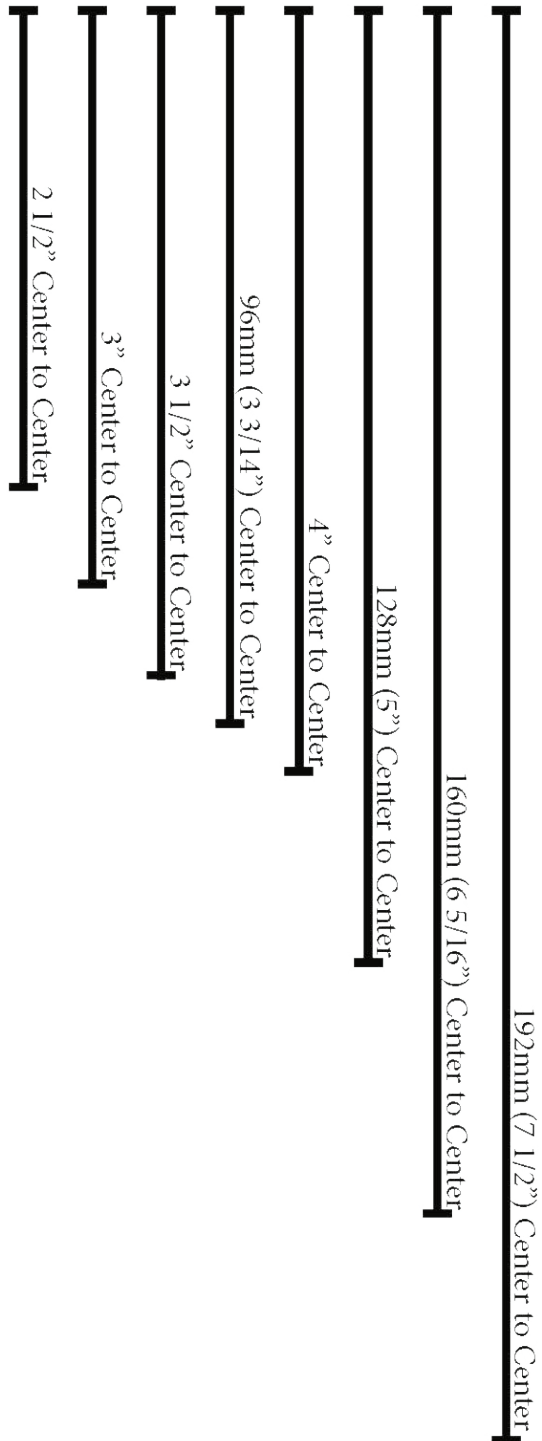 2 1/2” Center to Center
3” Center to Center
3 1/2” Center to Center
96mm (3 3/14”) Center to Center
4” Center to Center
128mm (5”) Center to Center
160mm (6 5/16”) Center to Center
192mm (7 1/2”) Center to Center